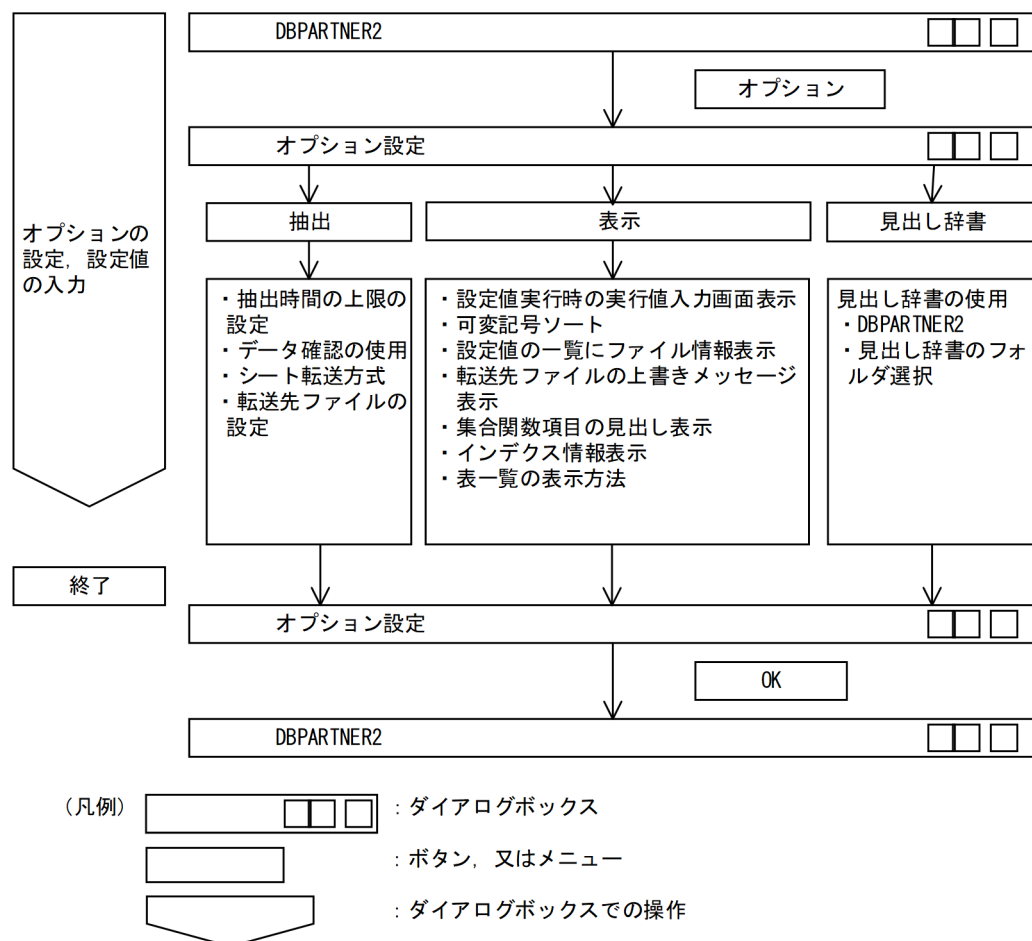 DBPARTNER2
オプション
オプション設定
オプションの
設定，設定値
の入力
抽出
表示
見出し辞書
・抽出時間の上限の
設定
・データ確認の使用
・シート転送方式
・転送先ファイルの
設定
・設定値実行時の実行値入力画面表示
・可変記号ソート
・設定値の一覧にファイル情報表示
・転送先ファイルの上書きメッセージ
表示
・集合関数項目の見出し表示
・インデクス情報表示
・表一覧の表示方法
見出し辞書の使用
・DBPARTNER2
・見出し辞書のフォ
ルダ選択
終了
オプション設定
OK
DBPARTNER2
（凡例）
：ダイアログボックス
：ボタン，又はメニュー
：ダイアログボックスでの操作